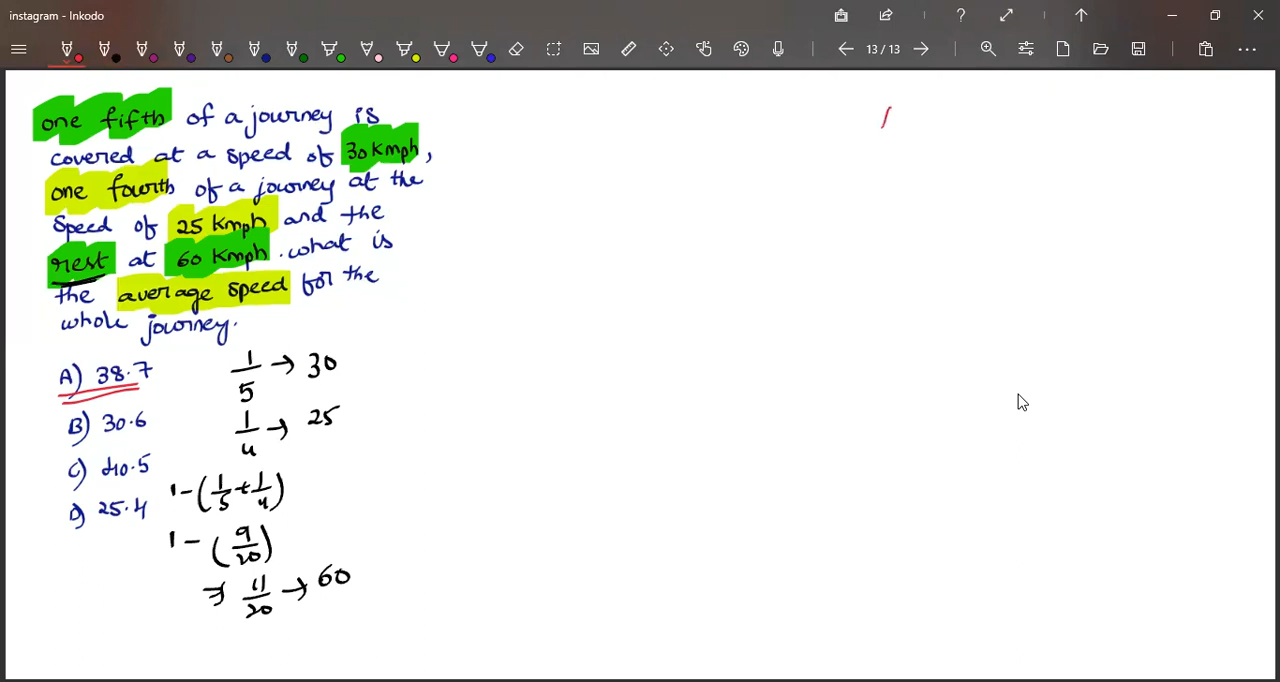 instagram - Inkodo
13 / 13
one fifth of a journey is
covered at a speed of 30 kmph,
one fourth of a journey at the
speed of 25 kmph and the
rest at 60 kmph. what is
the average speed for the
whole journey.
A) 38.7
B) 30.6
C) 40.5
D) 25.4
1/5 → 30
1/4 → 25
1 - (1/5 + 1/4)
1 - (9/20)
⇒ 11/20 → 60